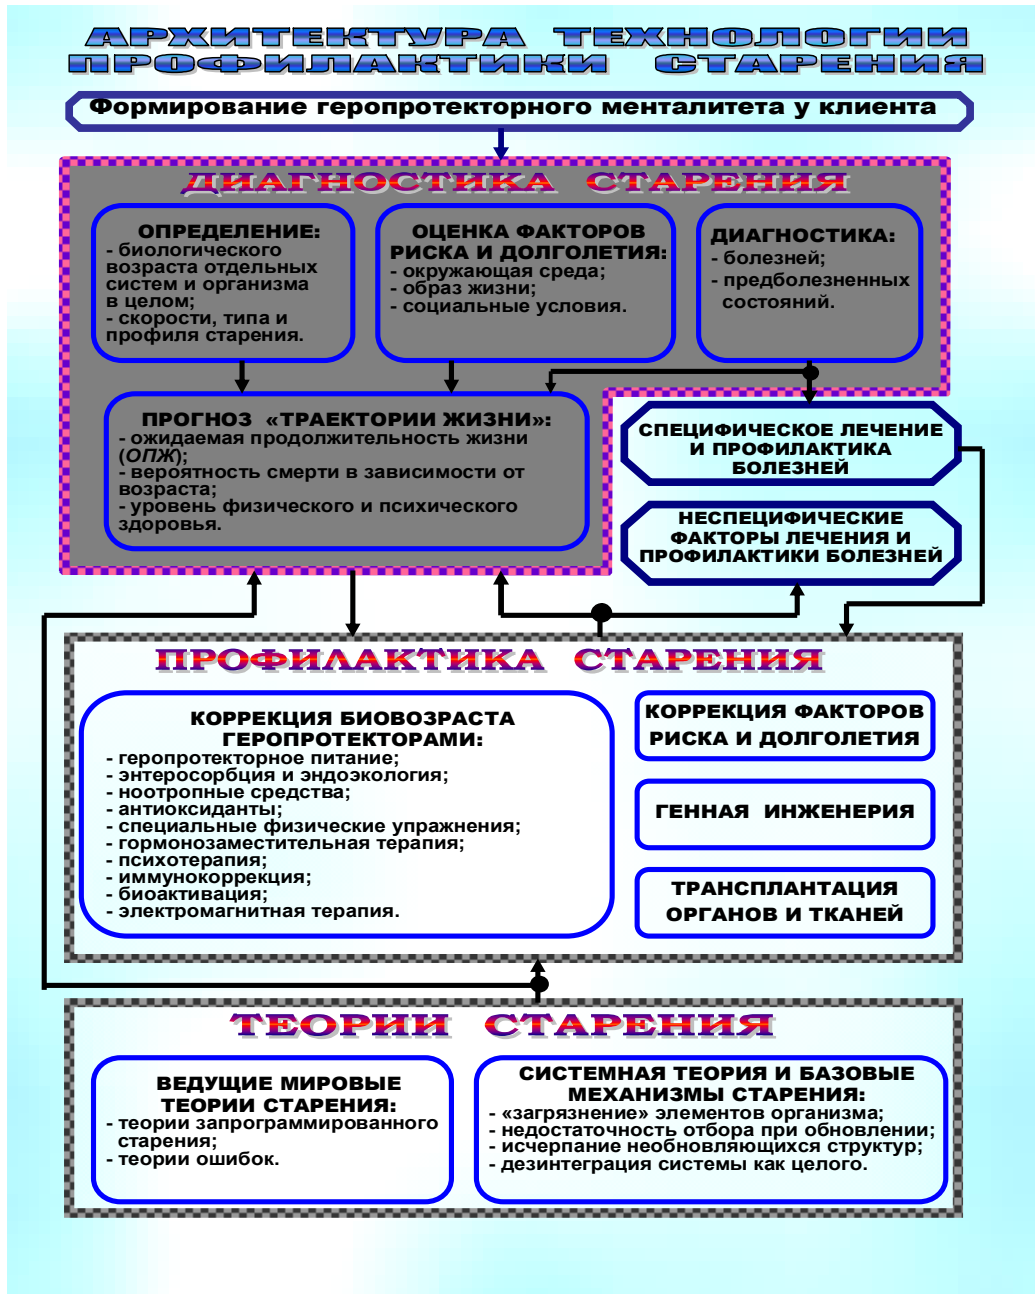 АРХИТЕКТУРА ТЕХНОЛОГИИ
ПРОФИЛАКТИКИ СТАРЕНИЯ
Формирование геропротекторного менталитета у клиента
ДИАГНОСТИКА СТАРЕНИЯ
ОПРЕДЕЛЕНИЕ:
- биологического
возраста отдельных
систем и организма
в целом;
- скорости, типа и
профиля старения.
ОЦЕНКА ФАКТОРОВ
РИСКА И ДОЛГОЛЕТИЯ:
- окружающая среда;
- образ жизни;
- социальные условия.
ДИАГНОСТИКА:
- болезней;
- предболезненных
состояний.
ПРОГНОЗ «ТРАЕКТОРИИ ЖИЗНИ»:
- ожидаемая продолжительность жизни
(ОПЖ);
- вероятность смерти в зависимости от
возраста;
- уровень физического и психического
здоровья.
СПЕЦИФИЧЕСКОЕ ЛЕЧЕНИЕ
И ПРОФИЛАКТИКА
БОЛЕЗНЕЙ
НЕСПЕЦИФИЧЕСКИЕ
ФАКТОРЫ ЛЕЧЕНИЯ И
ПРОФИЛАКТИКИ БОЛЕЗНЕЙ
ПРОФИЛАКТИКА СТАРЕНИЯ
КОРРЕКЦИЯ БИОВОЗРАСТА
ГЕРОПРОТЕКТОРАМИ:
- геропротекторное питание;
- энтеросорбция и эндоэкология;
- ноотропные средства;
- антиоксиданты;
- специальные физические упражнения;
- гормонозаместительная терапия;
- психотерапия;
- иммунокоррекция;
- биоактивация;
- электромагнитная терапия.
КОРРЕКЦИЯ ФАКТОРОВ
РИСКА И ДОЛГОЛЕТИЯ
ГЕННАЯ ИНЖЕНЕРИЯ
ТРАНСПЛАНТАЦИЯ
ОРГАНОВ И ТКАНЕЙ
ТЕОРИИ СТАРЕНИЯ
ВЕДУЩИЕ МИРОВЫЕ
ТЕОРИИ СТАРЕНИЯ:
- теории запрограммированного
старения;
- теории ошибок.
СИСТЕМНАЯ ТЕОРИЯ И БАЗОВЫЕ
МЕХАНИЗМЫ СТАРЕНИЯ:
- «загрязнение» элементов организма;
- недостаточность отбора при обновлении;
- исчерпание необновляющихся структур;
- дезинтеграция системы как целого.